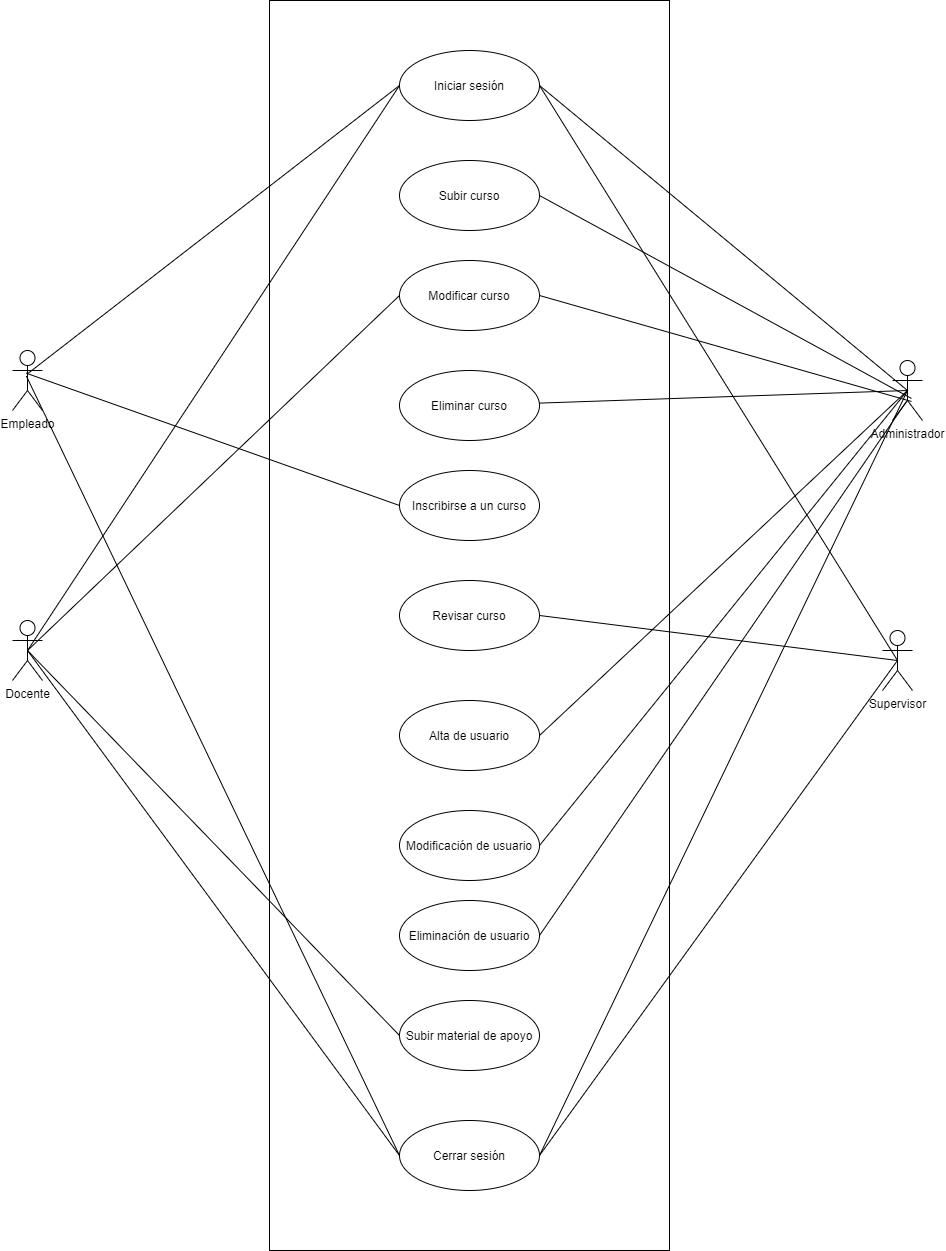 Iniciar sesión
Subir curso
Modificar curso
Empleado
Eliminar curso
Administrador
Inscribirse a un curso
Revisar curso
Docente
Supervisor
Alta de usuario
Modificación de usuario
Eliminación de usuario
Subir material de apoyo
Cerrar sesión